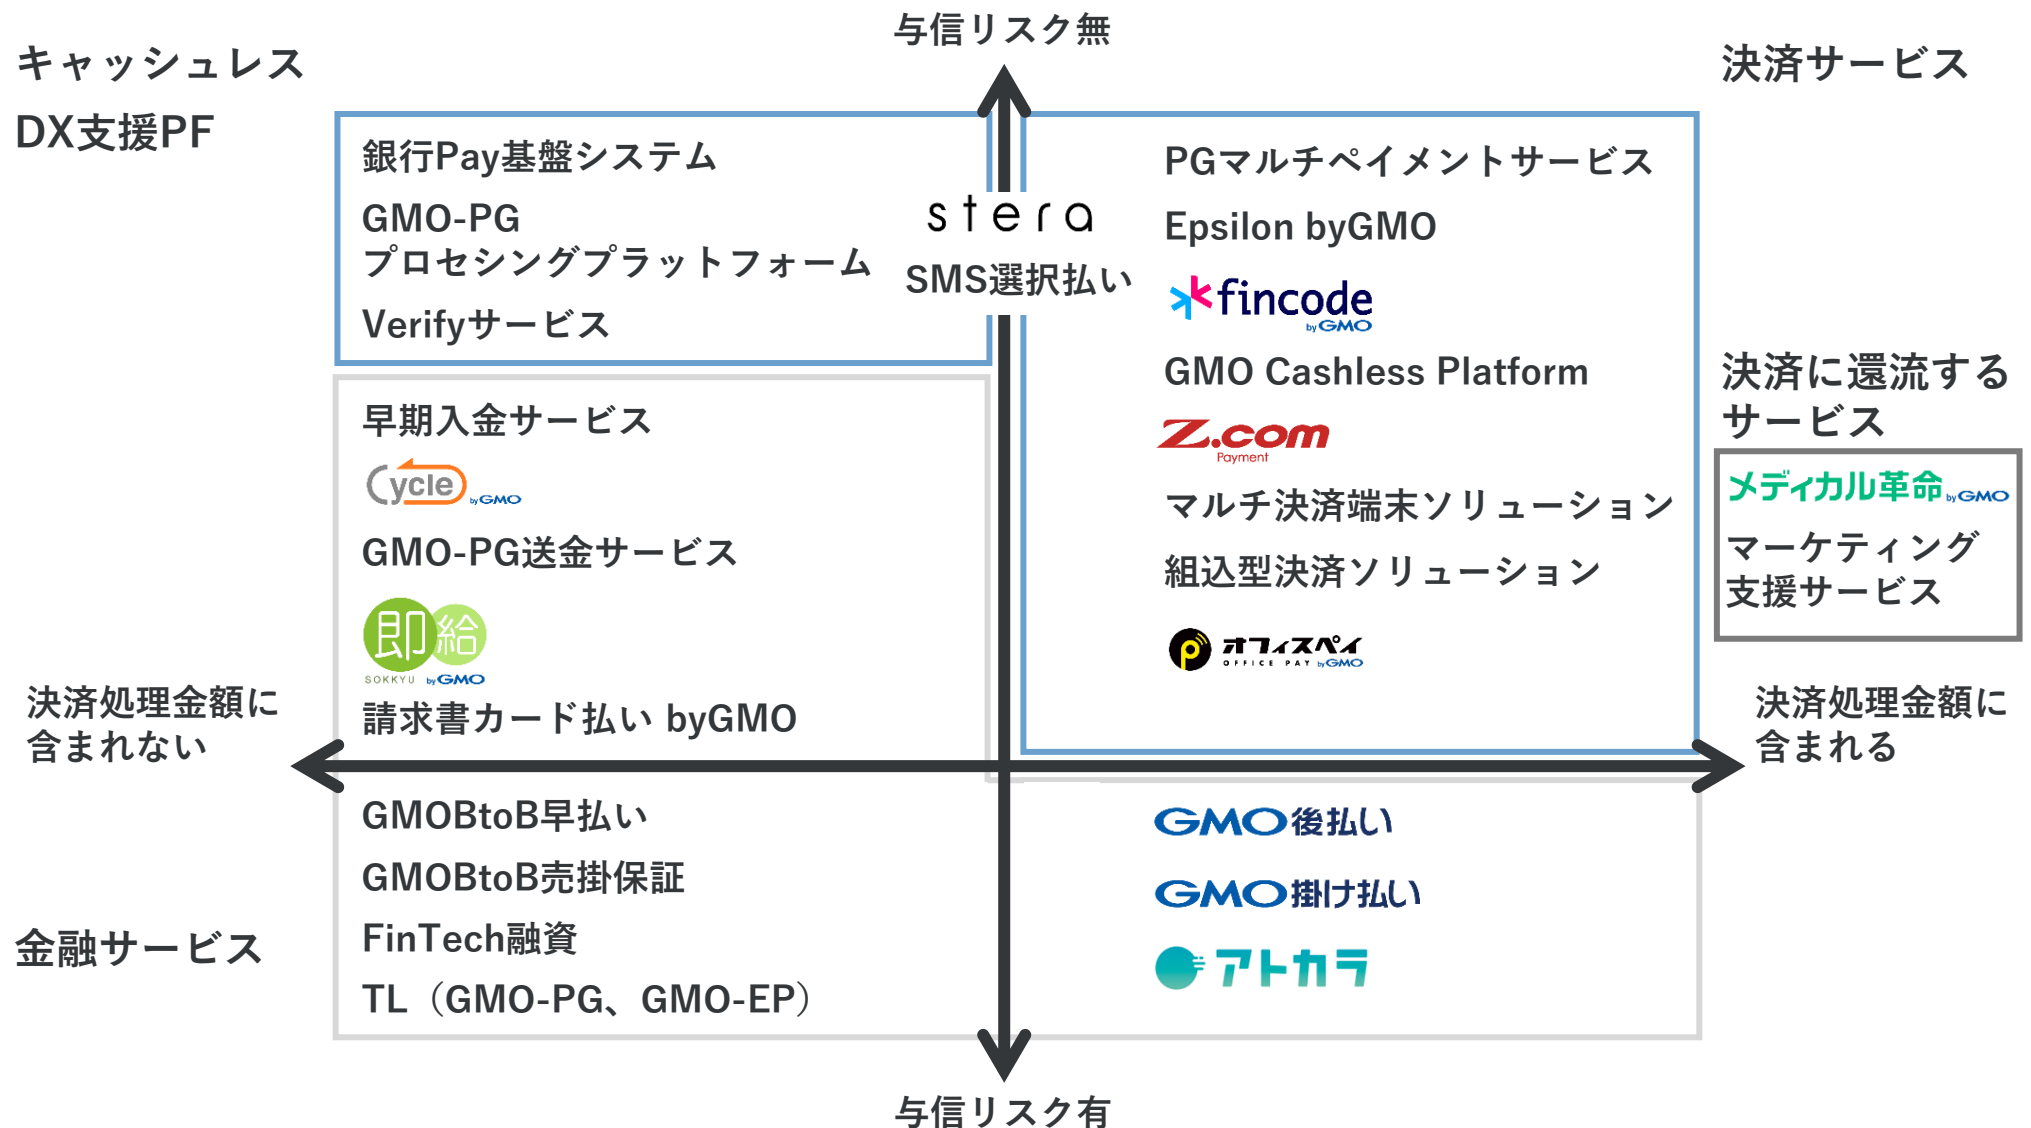 与信リスク無
キャッシュレス
DX支援PF
決済サービス
銀行Pay基盤システム
GMO-PG
プロセシングプラットフォーム
Verifyサービス
stera
SMS選択払い
PGマルチペイメントサービス
Epsilon byGMO
fincode
by GMO
GMO Cashless Platform
Z.com
Payment
マルチ決済端末ソリューション
組込型決済ソリューション
オフィスペイ
OFFICE PAY by GMO
決済に還流する
サービス
メディカル革命 by GMO
マーケティング
支援サービス
早期入金サービス
Cycle by GMO
GMO-PG送金サービス
即給
SOKKYU by GMO
請求書カード払い byGMO
決済処理金額に
含まれない
決済処理金額に
含まれる
金融サービス
GMOBtoB早払い
GMOBtoB売掛保証
FinTech融資
TL（GMO-PG、GMO-EP）
GMO後払い
GMO掛け払い
アトカラ
与信リスク有